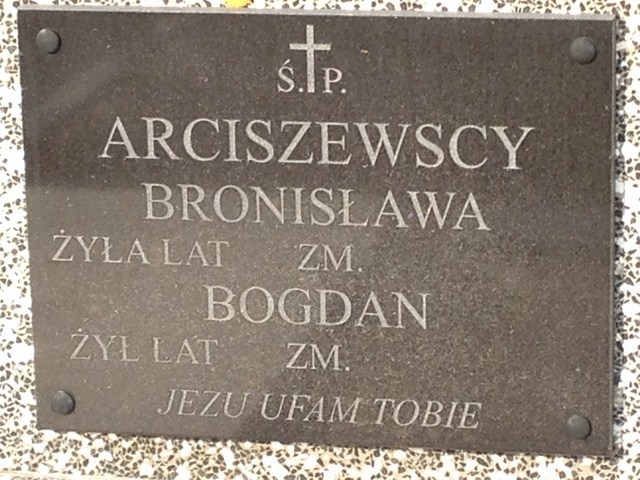 Ś. P.
ARCISZEWSCY
BRONISŁAWA
ŻYŁA LAT ZM.
BOGDAN
ŻYŁ LAT ZM.
JEZU UFAM TOBIE